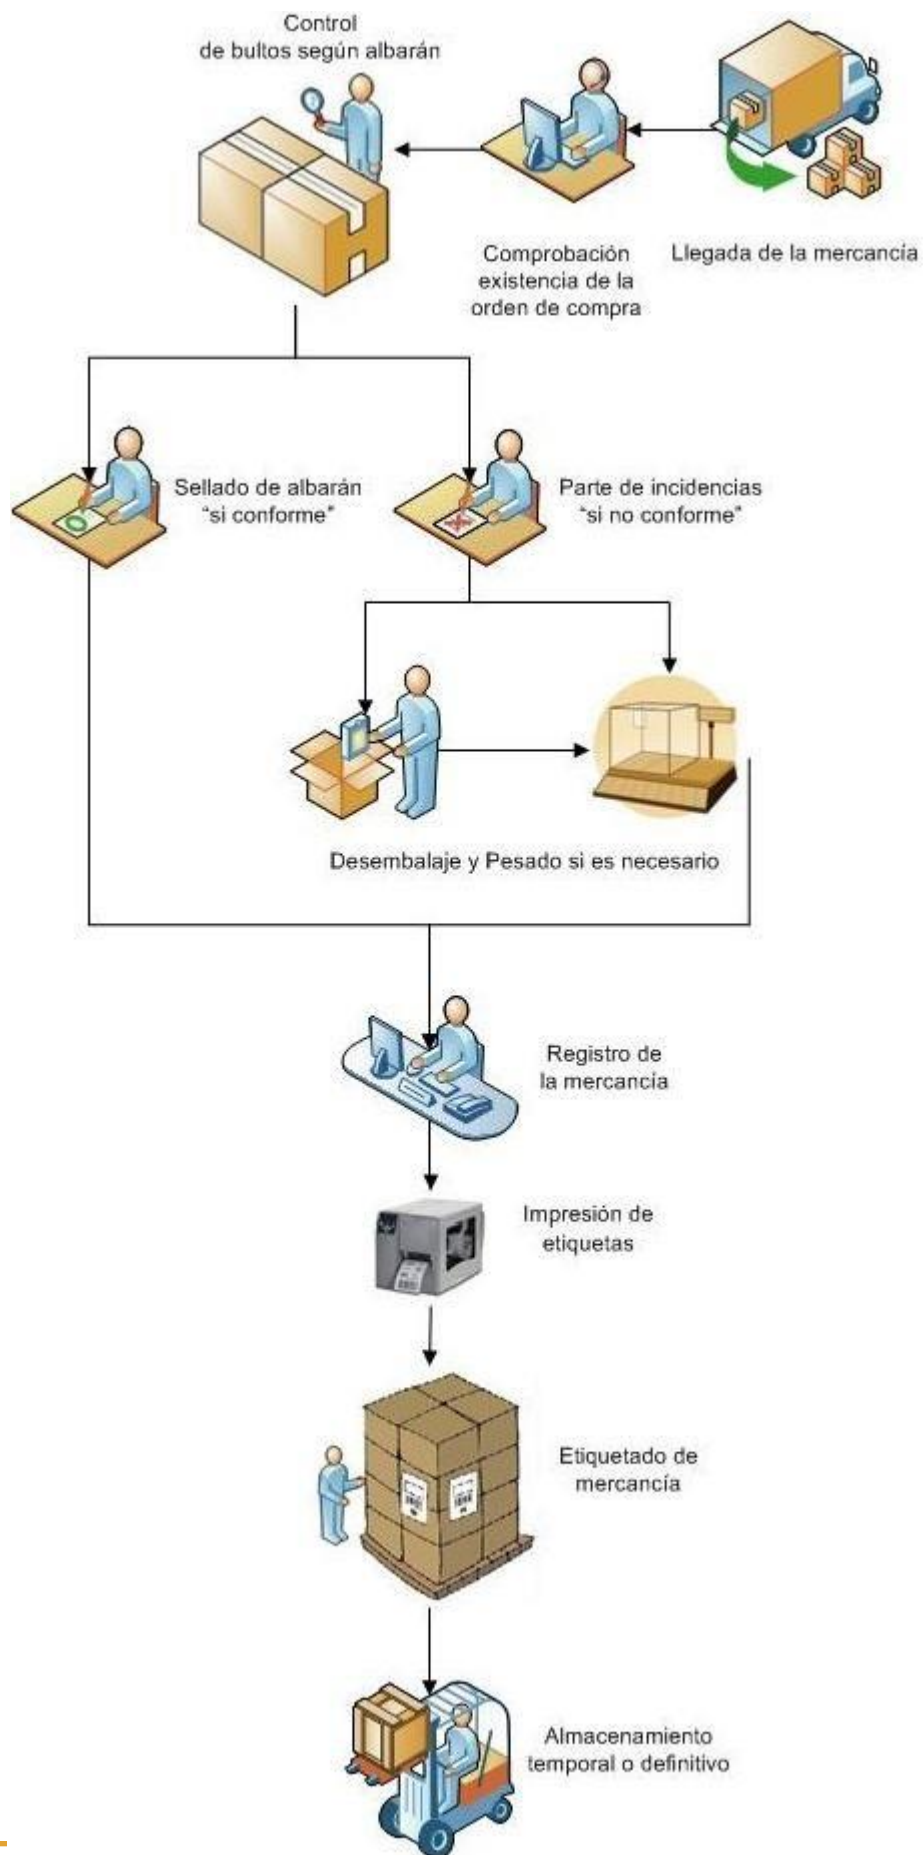 Control
de bultos según albarán
Comprobación
existencia de la
orden de compra
Llegada de la mercancía
Sellado de albarán
“si conforme”
Parte de incidencias
“si no conforme”
Desembalaje y Pesado si es necesario
Registro de
la mercancía
Impresión de
etiquetas
Etiquetado de
mercancía
Almacenamiento
temporal o definitivo